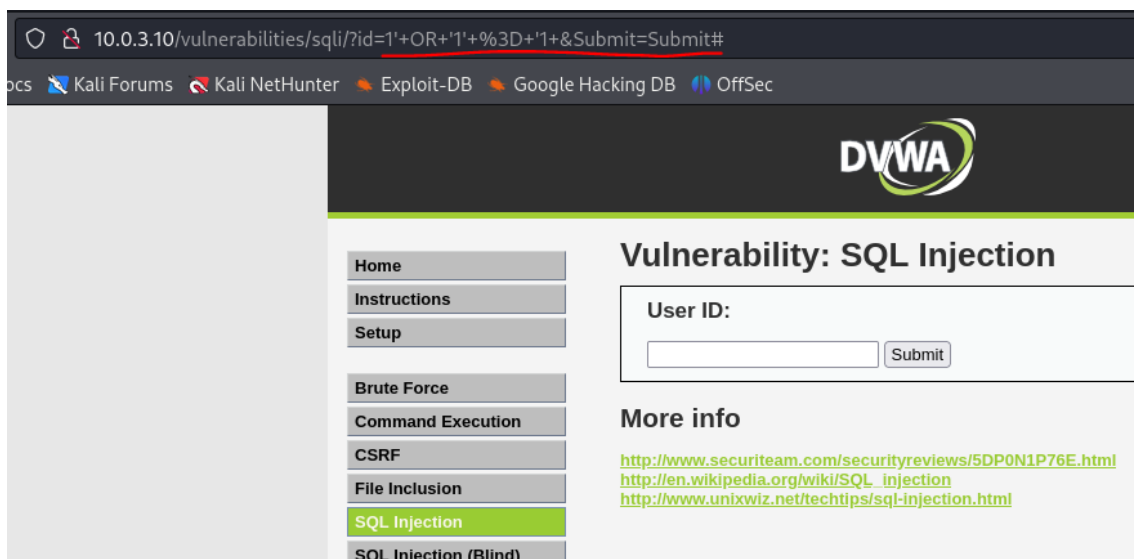 10.0.3.10/vulnerabilities/sqli/?id=1'+OR+'1'+%3D+'1+&Submit=Submit#
ocs Kali Forums Kali NetHunter Exploit-DB Google Hacking DB OffSec
DVWA
Home
Instructions
Setup
Brute Force
Command Execution
CSRF
File Inclusion
SQL Injection
SQL Injection (Blind)
Vulnerability: SQL Injection
User ID:
Submit
More info
http://www.securiteam.com/securityreviews/5DP0N1P76E.html
http://en.wikipedia.org/wiki/SQL_injection
http://www.unixwiz.net/techtips/sql-injection.html